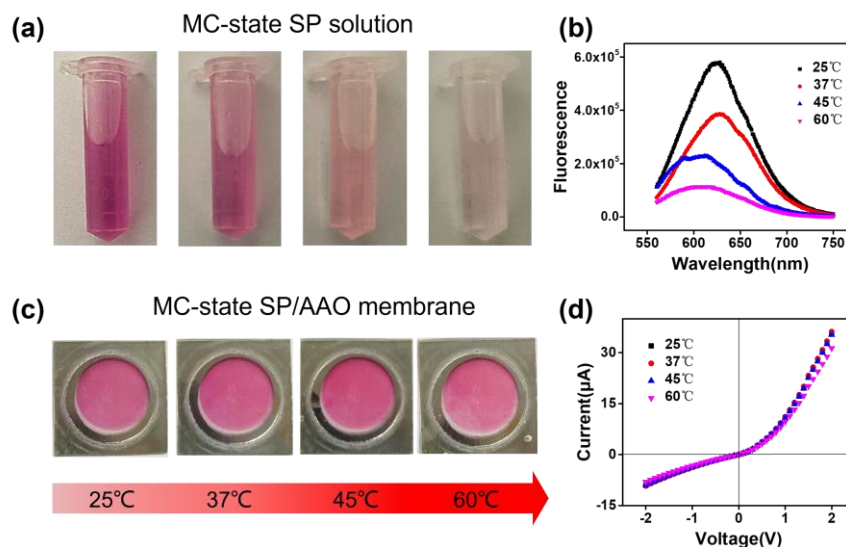 (a)
MC-state SP solution
(b)
6.0x10⁵
4.0x10⁵
2.0x10⁵
0.0
Fluorescence
25℃
37℃
45℃
60℃
550 600 650 700 750
Wavelength(nm)
(c)
MC-state SP/AAO membrane
25℃ 37℃ 45℃ 60℃
(d)
30
15
0
-15
Current(μA)
25℃
37℃
45℃
60℃
-2 -1 0 1 2
Voltage(V)